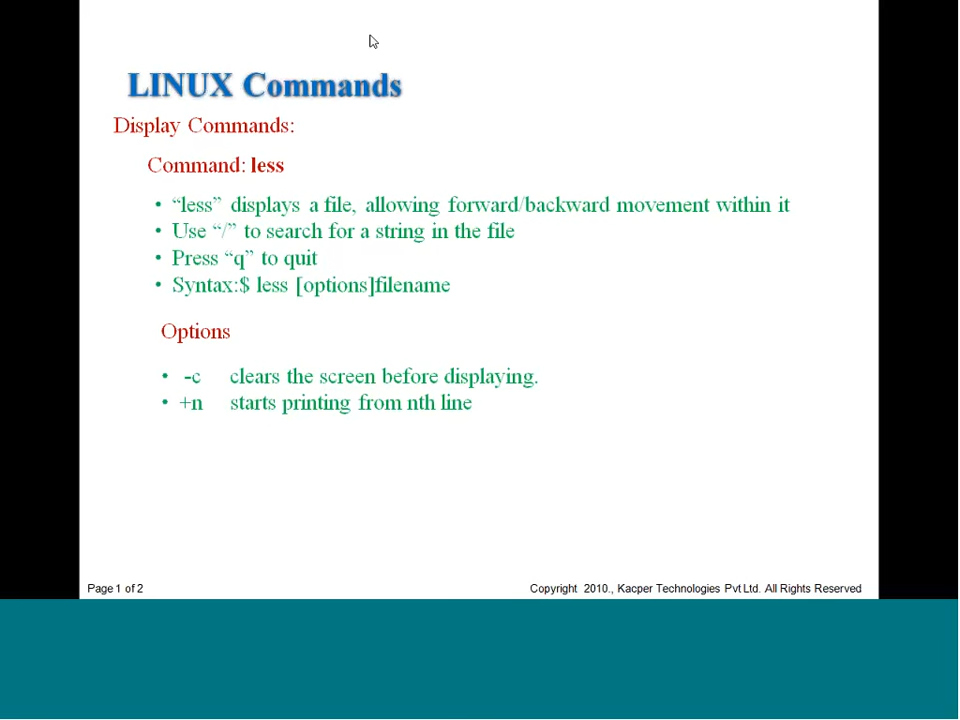 LINUX Commands
Display Commands:
Command: less
• “less” displays a file, allowing forward/backward movement within it
• Use “/” to search for a string in the file
• Press “q” to quit
• Syntax:$ less [options]filename
Options
• -c clears the screen before displaying.
• +n starts printing from nth line
Page 1 of 2 Copyright 2010., Kacper Technologies Pvt Ltd. All Rights Reserved